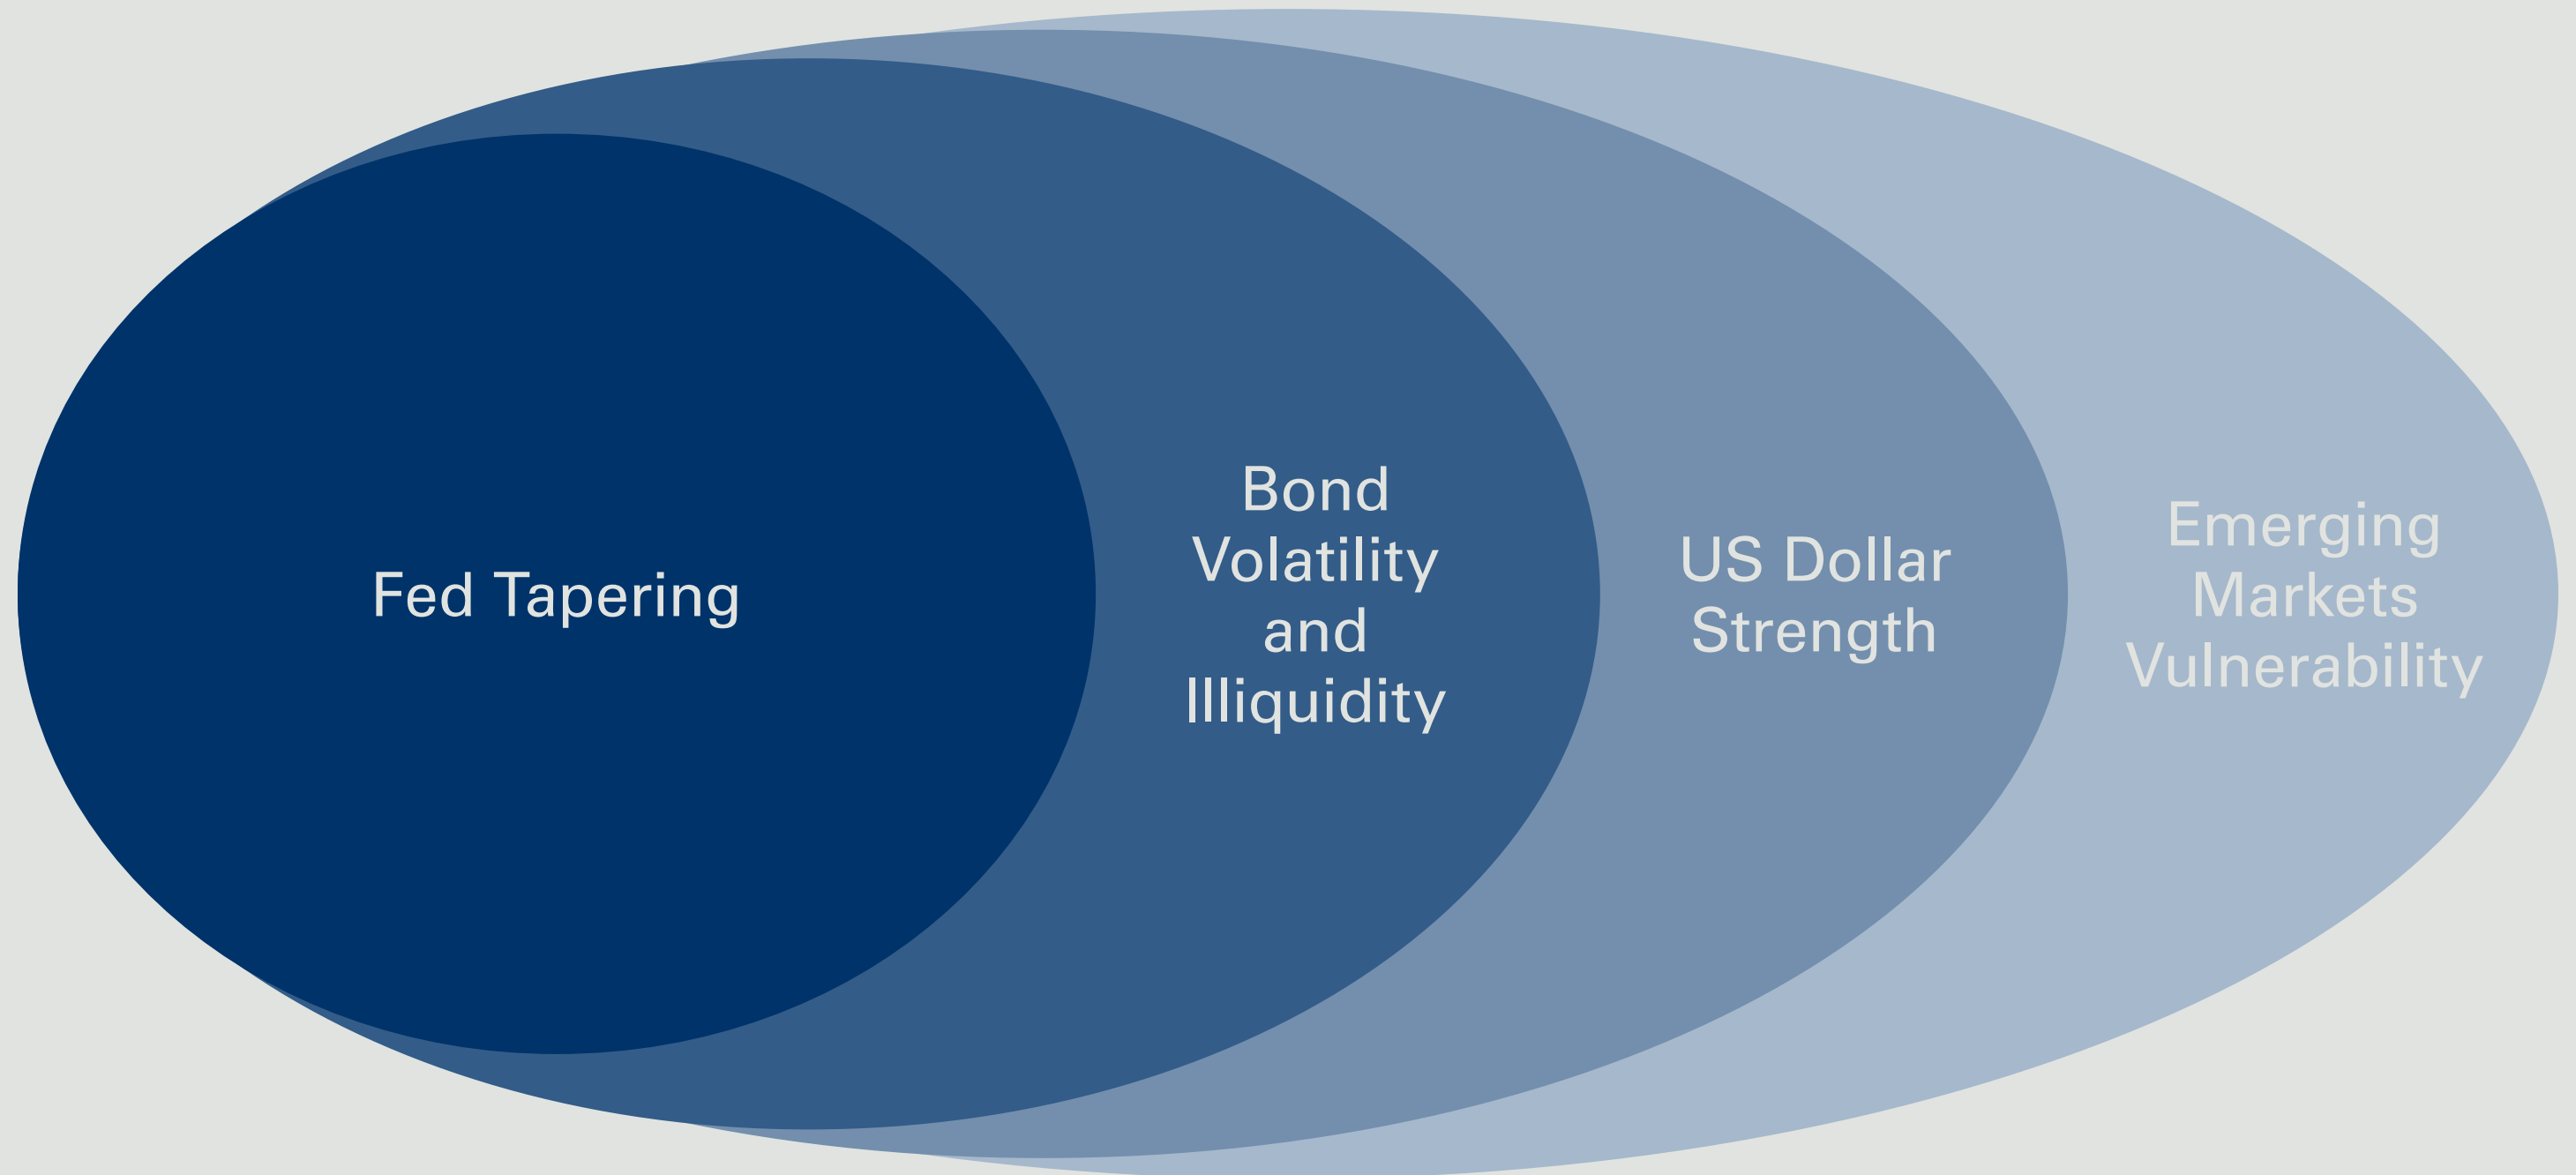 Fed Tapering
Bond
Volatility
and
Illiquidity
US Dollar
Strength
Emerging
Markets
Vulnerability